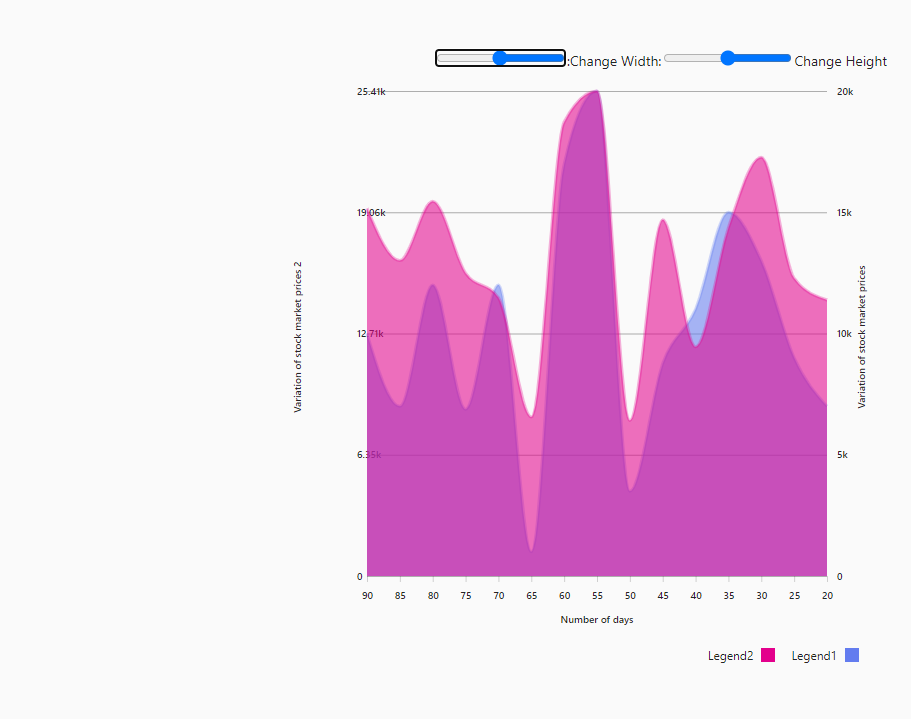 :Change Width: Change Height
25.41k
20k
19.06k
15k
12.71k
10k
6.35k
5k
0
0
Variation of stock market prices 2
Variation of stock market prices
90 85 80 75 70 65 60 55 50 45 40 35 30 25 20
Number of days
Legend2 Legend1